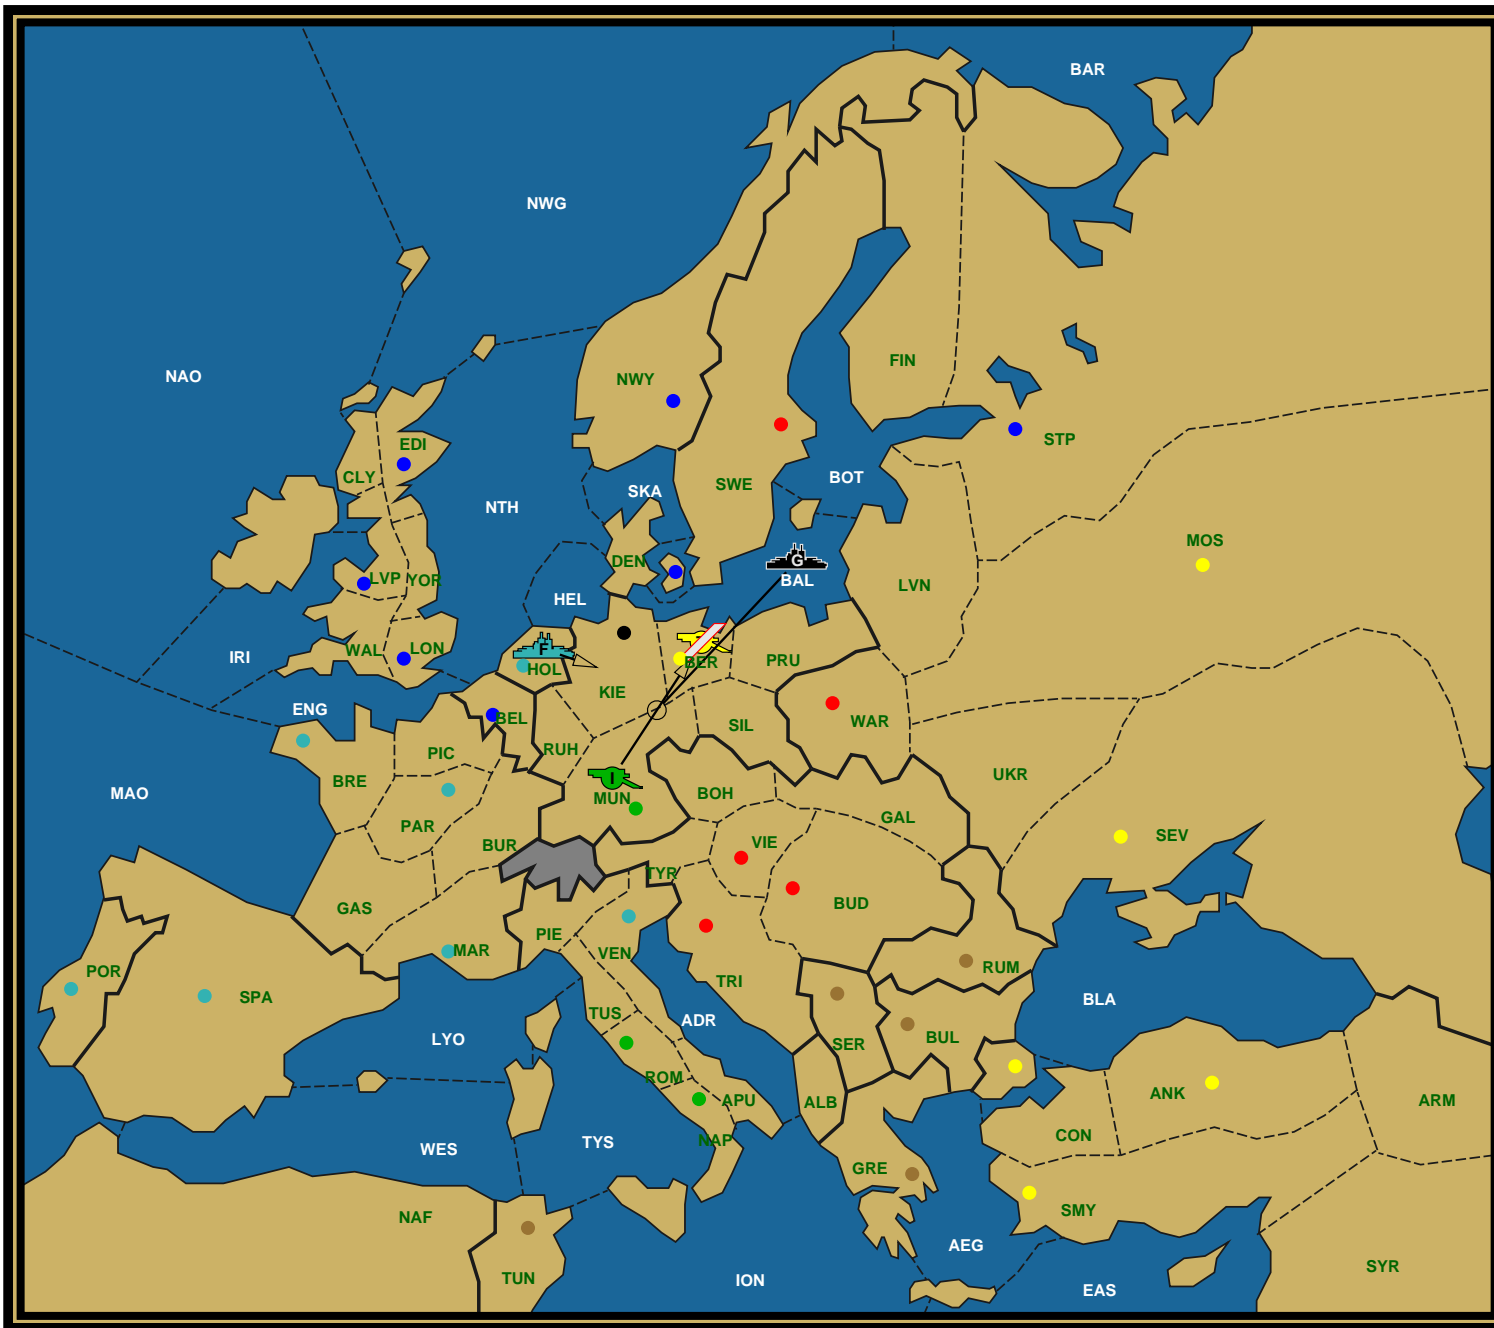 BAR
NWG
NAO
FIN
NWY
STP
EDI
CLY
SKA
SWE
BOT
NTH
MOS
DEN
G
BAL
LVP
YOR
LVN
HEL
IRI
WAL
LON
F
HOL
T
BER
PRU
KIE
ENG
BEL
SIL
WAR
PIC
RUH
UKR
BRE
I
MUN
BOH
MAO
PAR
GAL
SEV
BUR
VIE
TYR
BUD
GAS
PIE
MAR
VEN
RUM
POR
SPA
TRI
BLA
TUS
ADR
LYO
SER
BUL
ROM
APU
ALB
ANK
ARM
CON
WES
TYS
NAP
GRE
NAF
SMY
AEG
SYR
TUN
ION
EAS